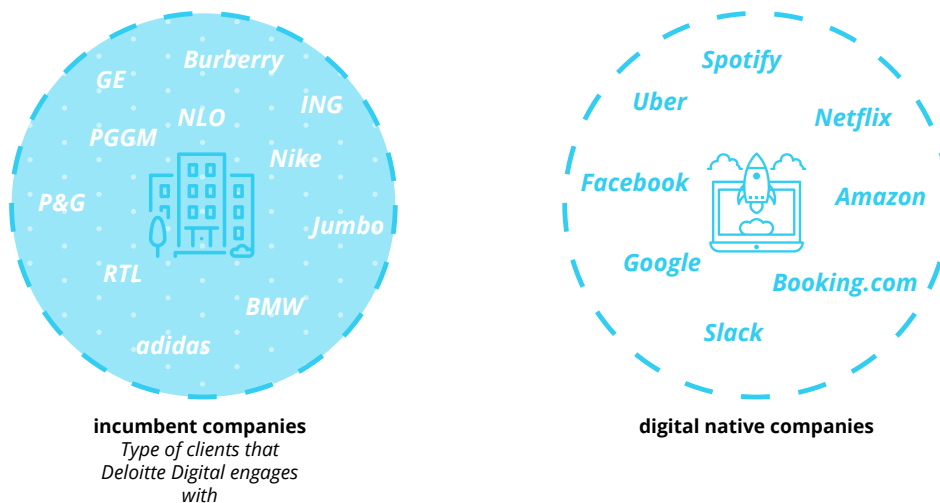 Burberry
GE
ING
NLO
PGGM
Nike
P&G
Jumbo
RTL
BMW
adidas
incumbent companies
Type of clients that
Deloitte Digital engages
with
Spotify
Uber
Netflix
Facebook
Amazon
Google
Booking.com
Slack
digital native companies